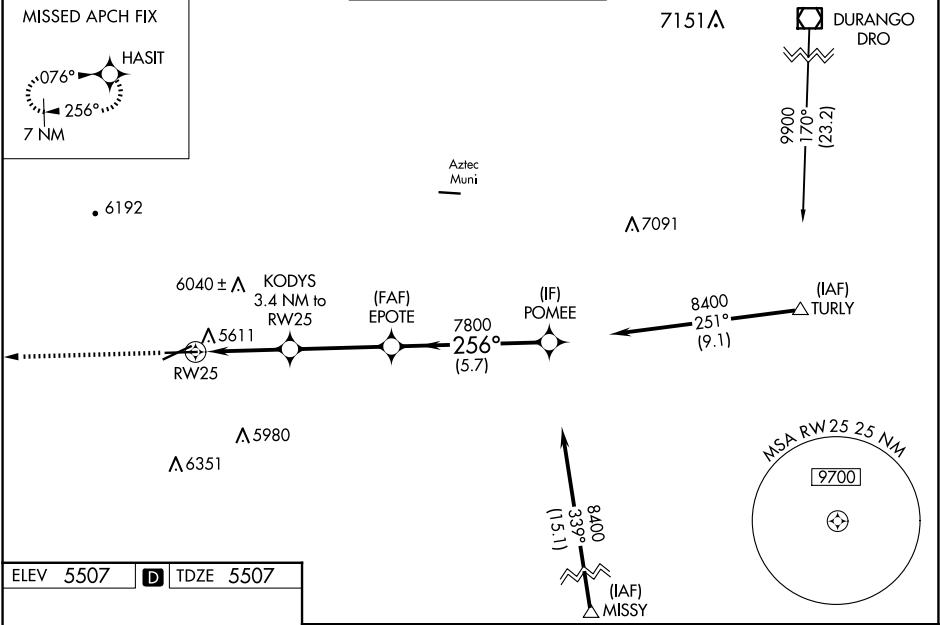 MISSED APCH FIX
HASIT
076°
256°
7 NM
7151
DURANGO
DRO
9900
170°
(23.2)
Aztec
Muni
6192
7091
6040 ±
KODYS
3.4 NM to
RW25
(FAF)
EPOTE
(IF)
POMEE
8400
251°
(9.1)
(IAF)
TURLY
5611
7800
256°
(5.7)
RW25
5980
6351
8400
339°
(15.1)
(IAF)
MISSY
MSA RW 25 25 NM
9700
ELEV 5507 D TDZE 5507